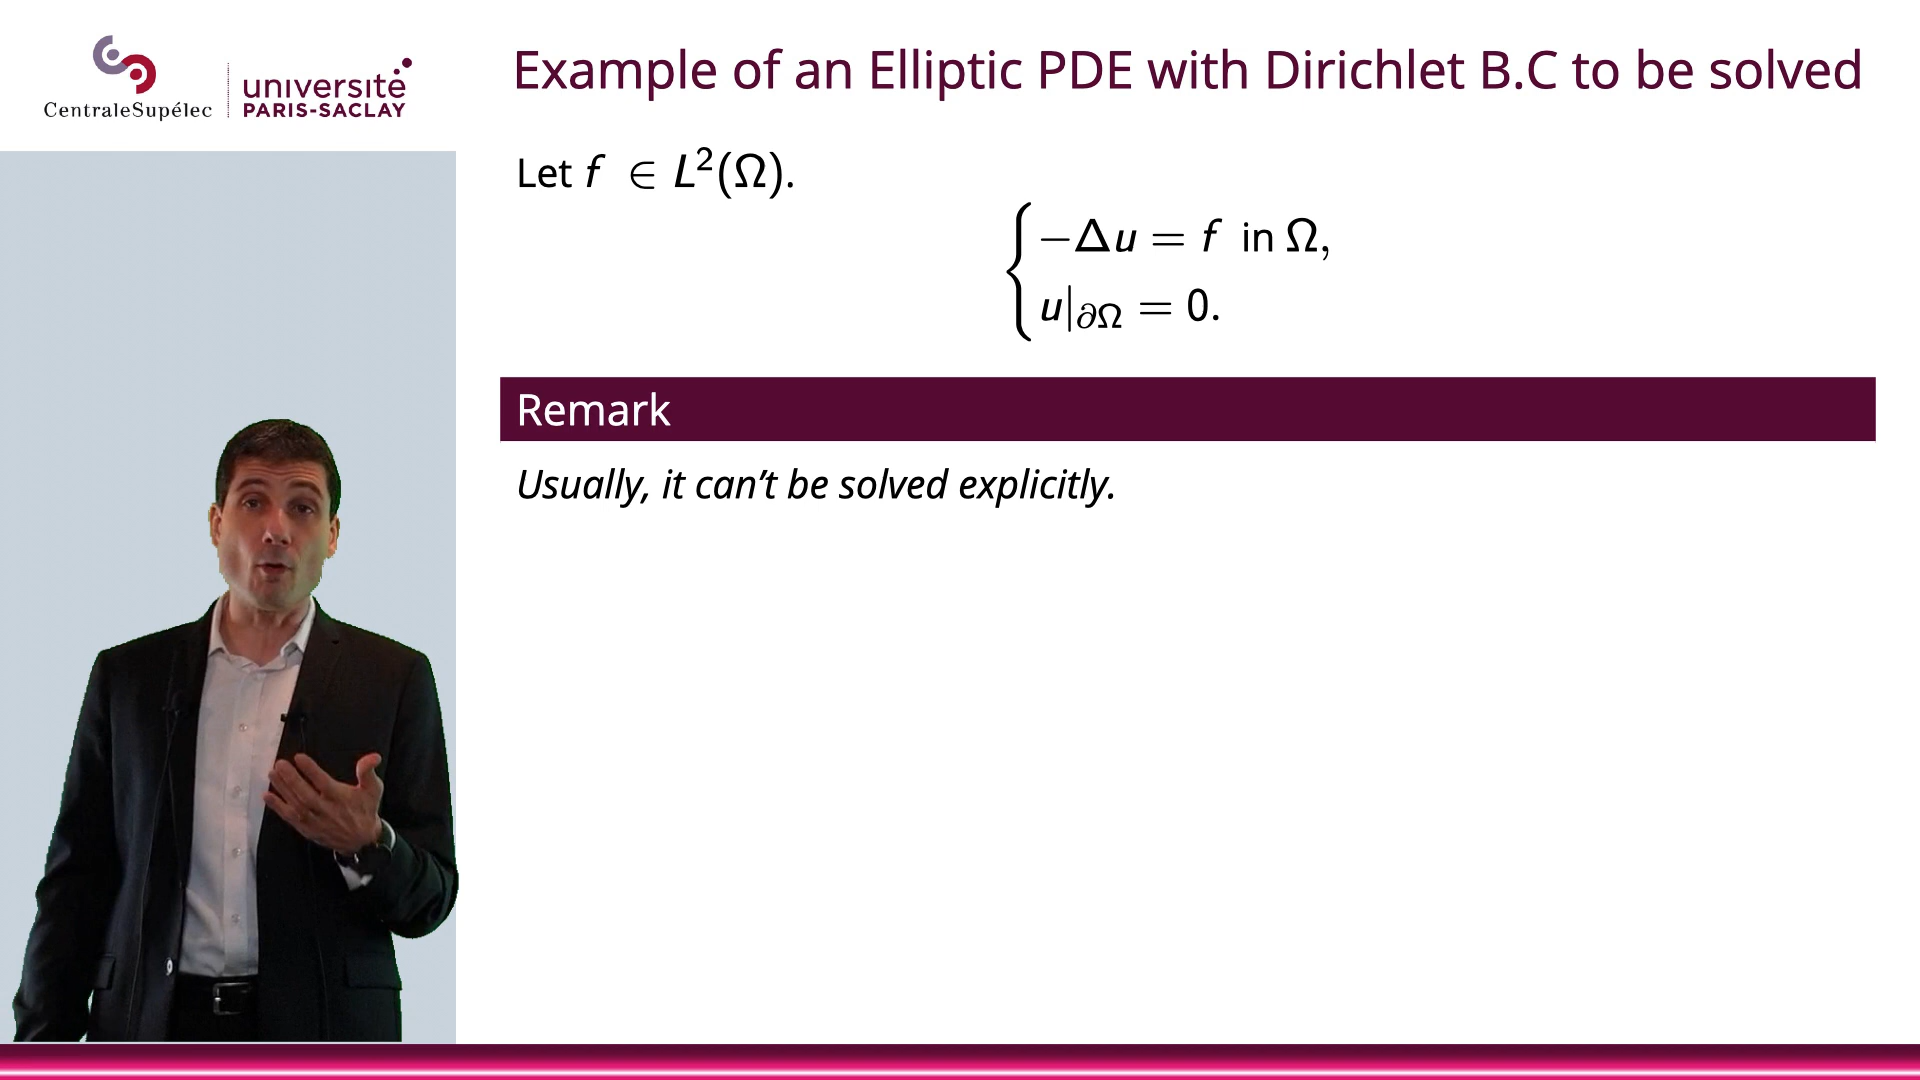 CentraleSupélec
université
PARIS-SACLAY
Example of an Elliptic PDE with Dirichlet B.C to be solved
Let f ∈ L²(Ω).
−Δu = f in Ω,
u|∂Ω = 0.
Remark
Usually, it can’t be solved explicitly.